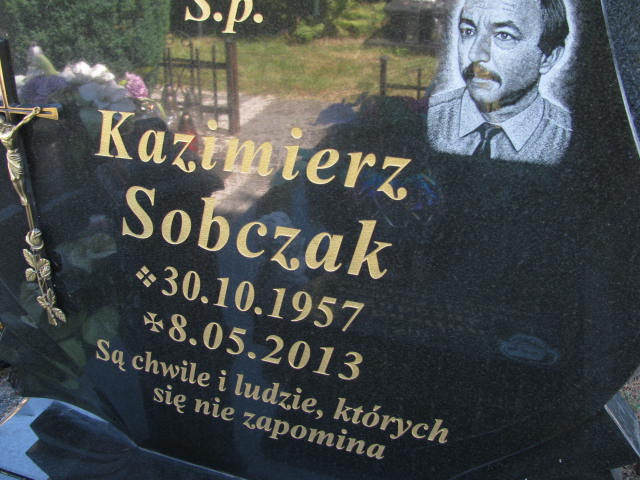 Ś.p.
Kazimierz
Sobczak
❖30.10.1957
✠8.05.2013
Są chwile i ludzie, których
się nie zapomina